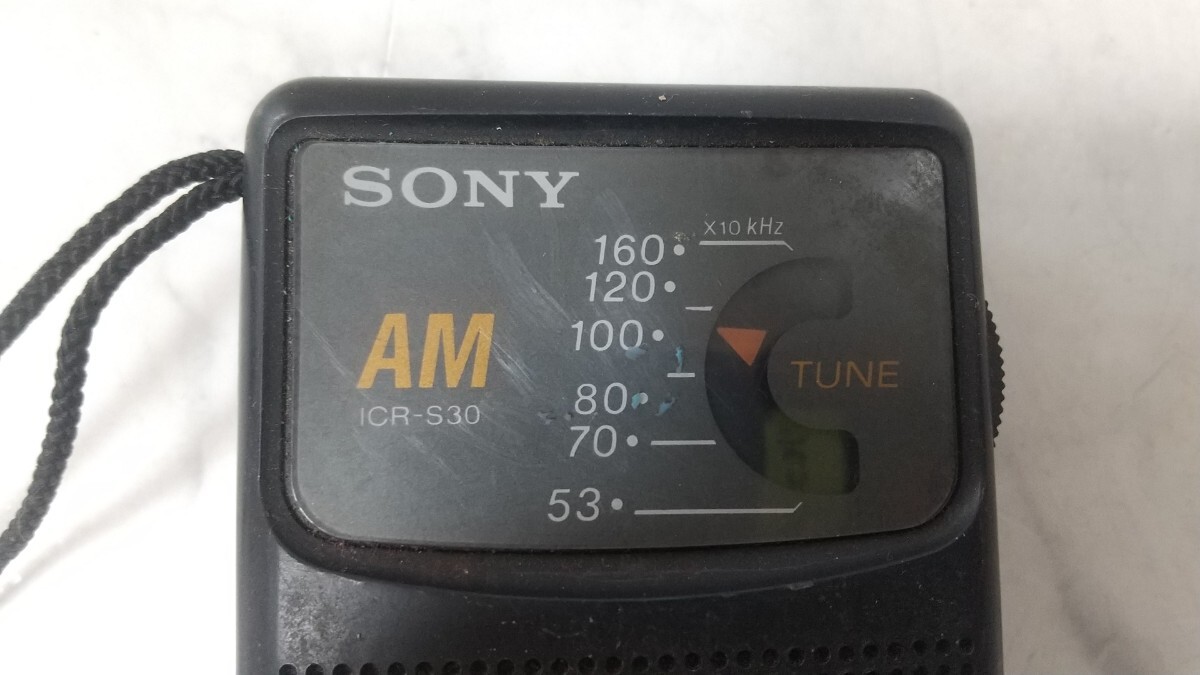 SONY
X10 kHz
160
120
100
AM
80
ICR-S30
70
53
TUNE